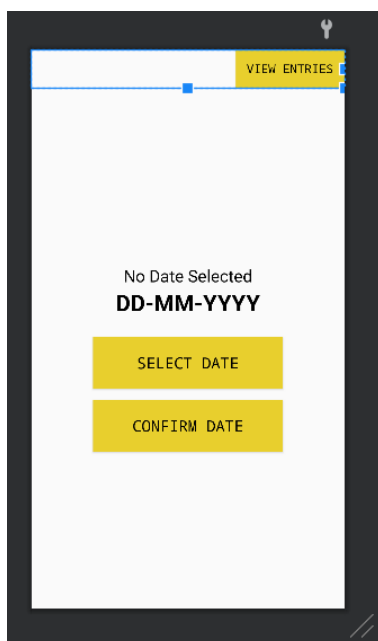 VIEW ENTRIES
No Date Selected
DD-MM-YYYY
SELECT DATE
CONFIRM DATE